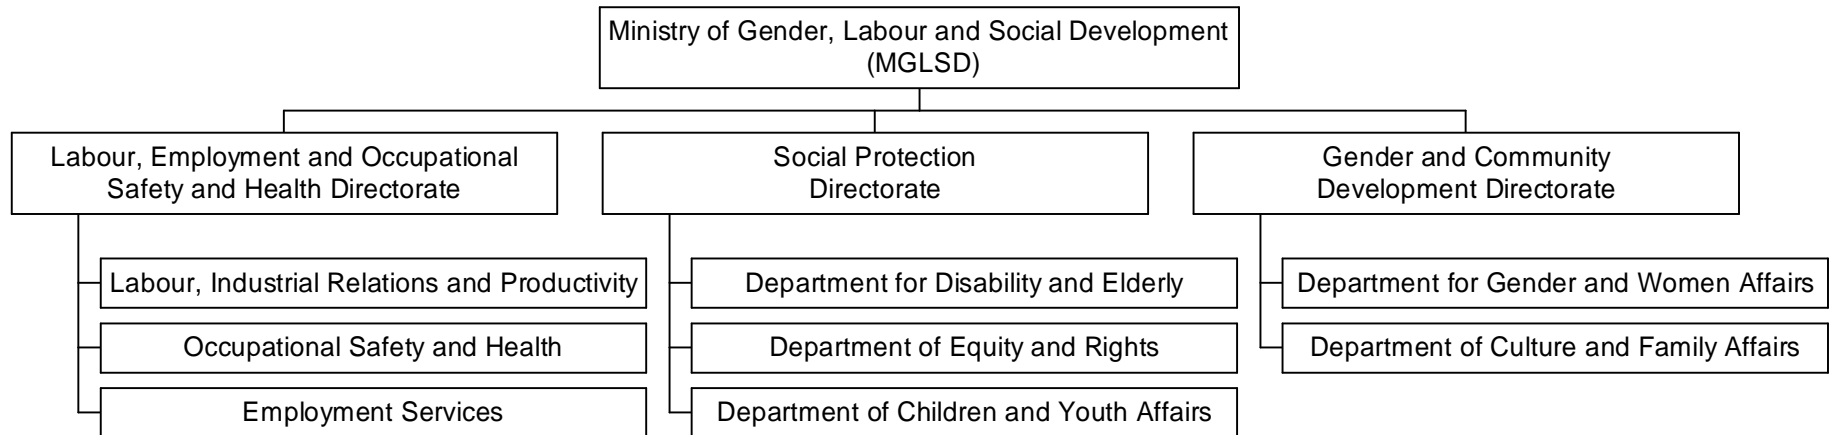 Ministry of Gender, Labour and Social Development
(MGLSD)
Labour, Employment and Occupational
Safety and Health Directorate
Social Protection
Directorate
Gender and Community
Development Directorate
Labour, Industrial Relations and Productivity
Occupational Safety and Health
Employment Services
Department for Disability and Elderly
Department of Equity and Rights
Department of Children and Youth Affairs
Department for Gender and Women Affairs
Department of Culture and Family Affairs